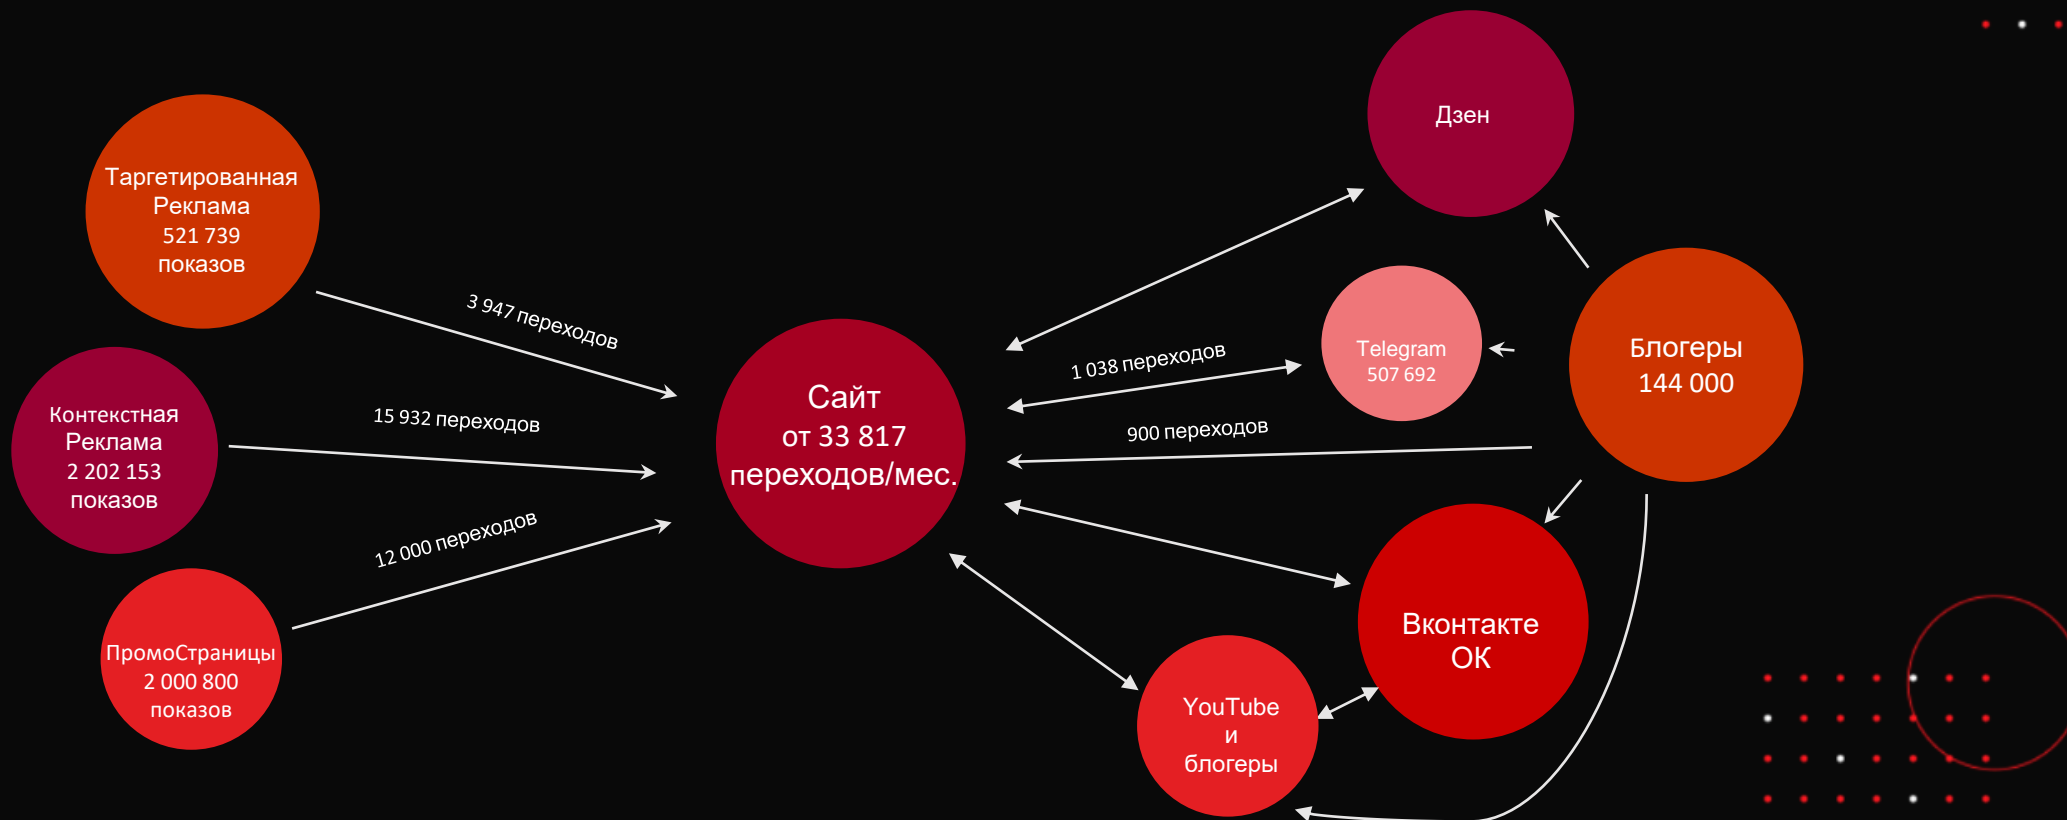 Таргетированная
Реклама
521 739
показов
3 947 переходов
Контекстная
Реклама
2 202 153
показов
15 932 переходов
ПромоСтраницы
2 000 800
показов
12 000 переходов
Сайт
от 33 817
переходов/мес.
Дзен
1 038 переходов
Telegram
507 692
900 переходов
Блогеры
144 000
Вконтакте
ОК
YouTube
и
блогеры